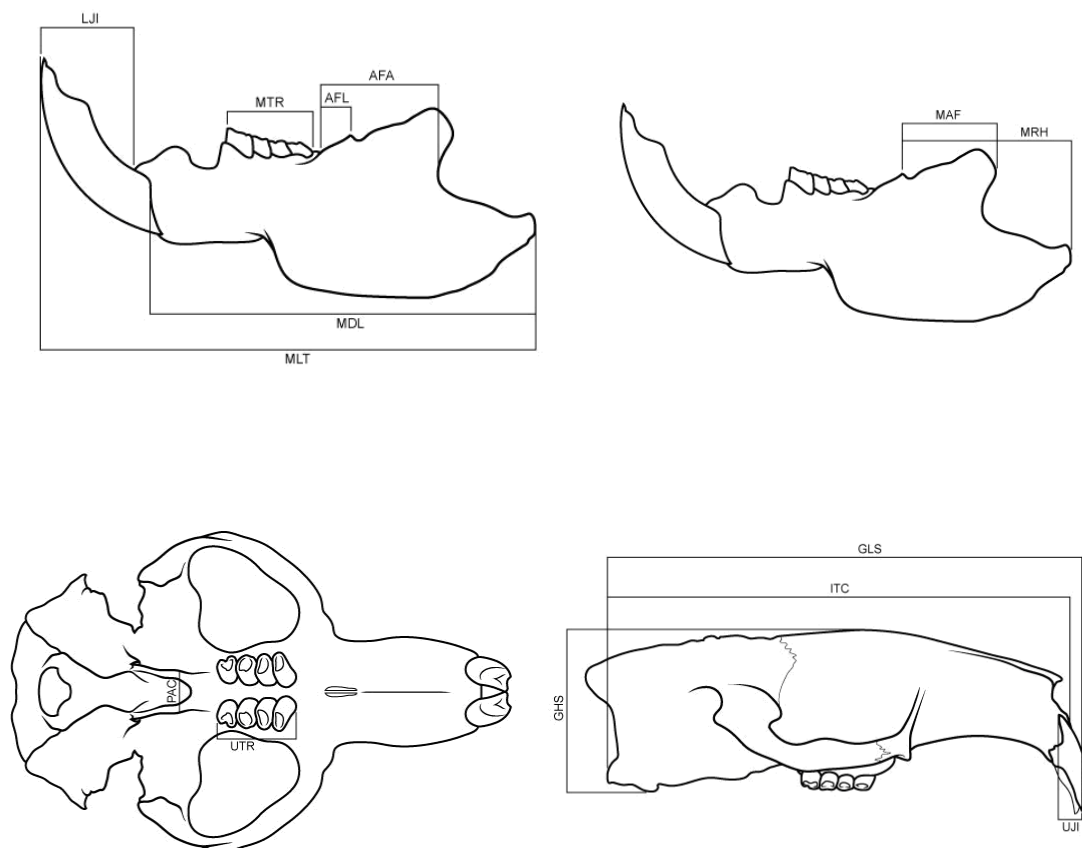 LJI
AFA
MTR
AFL
MAF
MRH
MDL
MLT
GLS
ITC
GHS
PAC
UTR
UJI